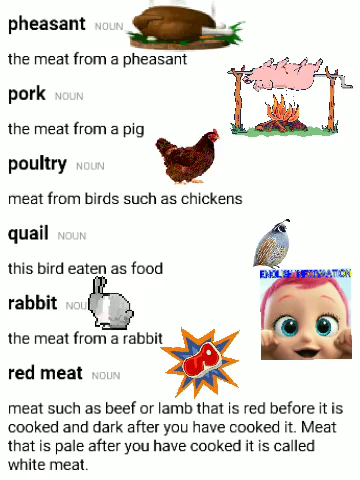 pheasant NOUN
the meat from a pheasant
pork NOUN
the meat from a pig
poultry NOUN
meat from birds such as chickens
quail NOUN
this bird eaten as food
ENGLISH
rabbit NOU
the meat from a rabbit
red meat NOUN
meat such as beef or lamb that is red before it is
cooked and dark after you have cooked it. Meat
that is pale after you have cooked it is called
white meat.